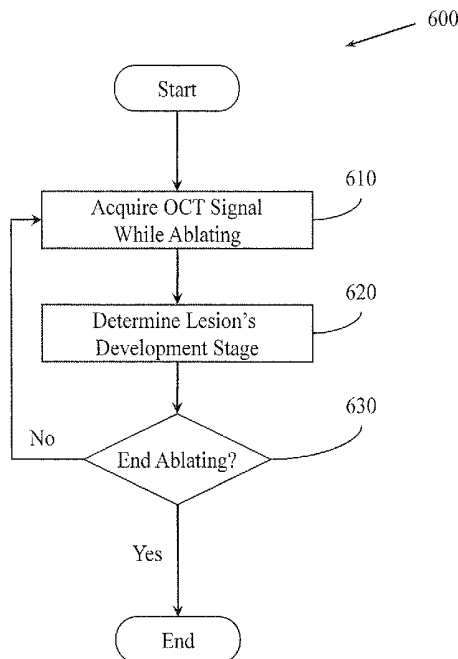 600
Start
610
Acquire OCT Signal
While Ablating
620
Determine Lesion's
Development Stage
630
No
End Ablating?
Yes
End